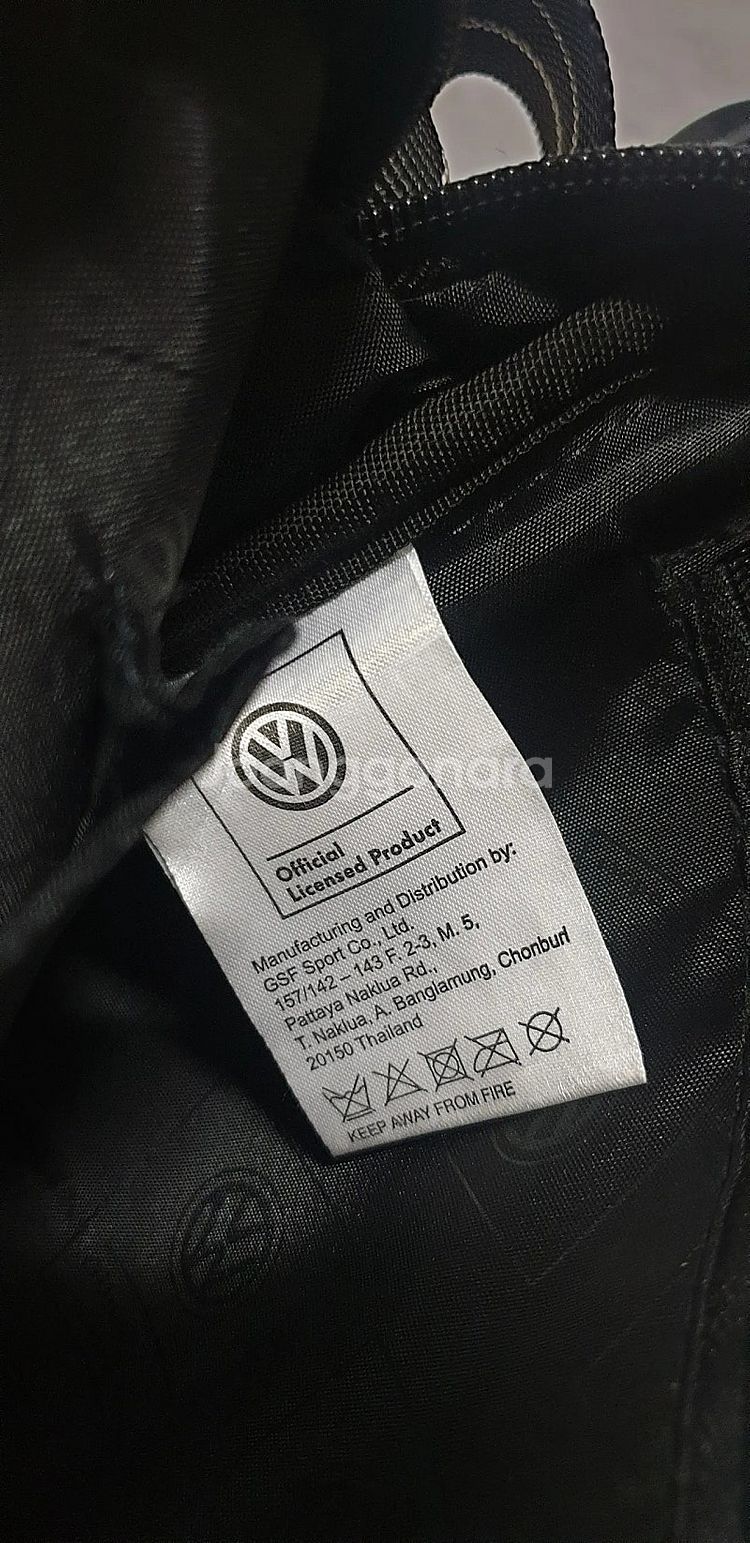 Official
Licensed Product
Manufacturing and Distribution by:
GSF Sport Co., Ltd.
157/142 – 143 F. 2-3, M. 5,
Pattaya Naklua Rd.,
T. Naklua, A. Banglamung, Chonburi
20150 Thailand
KEEP AWAY FROM FIRE